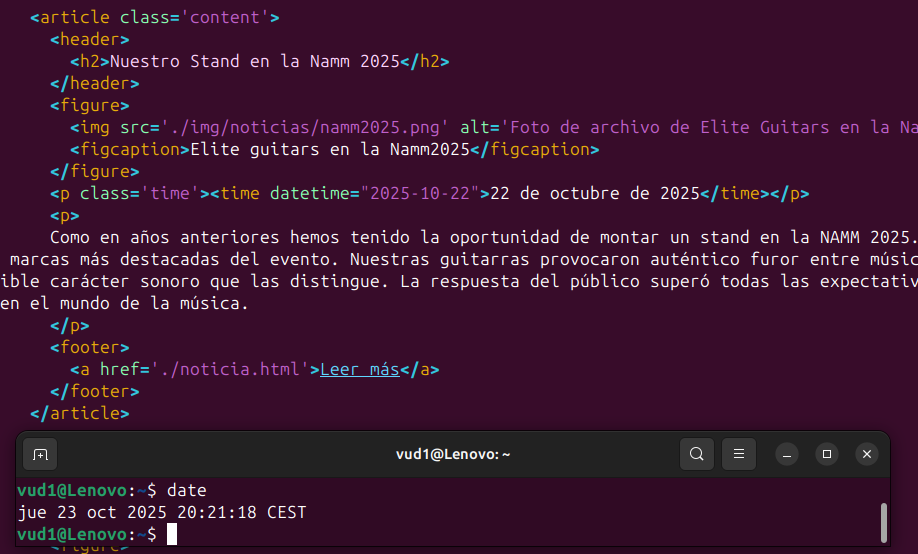 <article class='content'>
<header>
<h2>Nuestro Stand en la Namm 2025</h2>
</header>
<figure>
<img src='./img/noticias/namm2025.png' alt='Foto de archivo de Elite Guitars en la Na
<figcaption>Elite guitars en la Namm2025</figcaption>
</figure>
<p class='time'><time datetime="2025-10-22">22 de octubre de 2025</time></p>
<p>
Como en años anteriores hemos tenido la oportunidad de montar un stand en la NAMM 2025.
marcas más destacadas del evento. Nuestras guitarras provocaron auténtico furor entre músic
ible carácter sonoro que las distingue. La respuesta del público superó todas las expectativ
en el mundo de la música.
</p>
<footer>
<a href='./noticia.html'>Leer más</a>
</footer>
</article>
vud1@Lenovo: ~
vud1@Lenovo:~$ date
jue 23 oct 2025 20:21:18 CEST
vud1@Lenovo:~$
<figure>